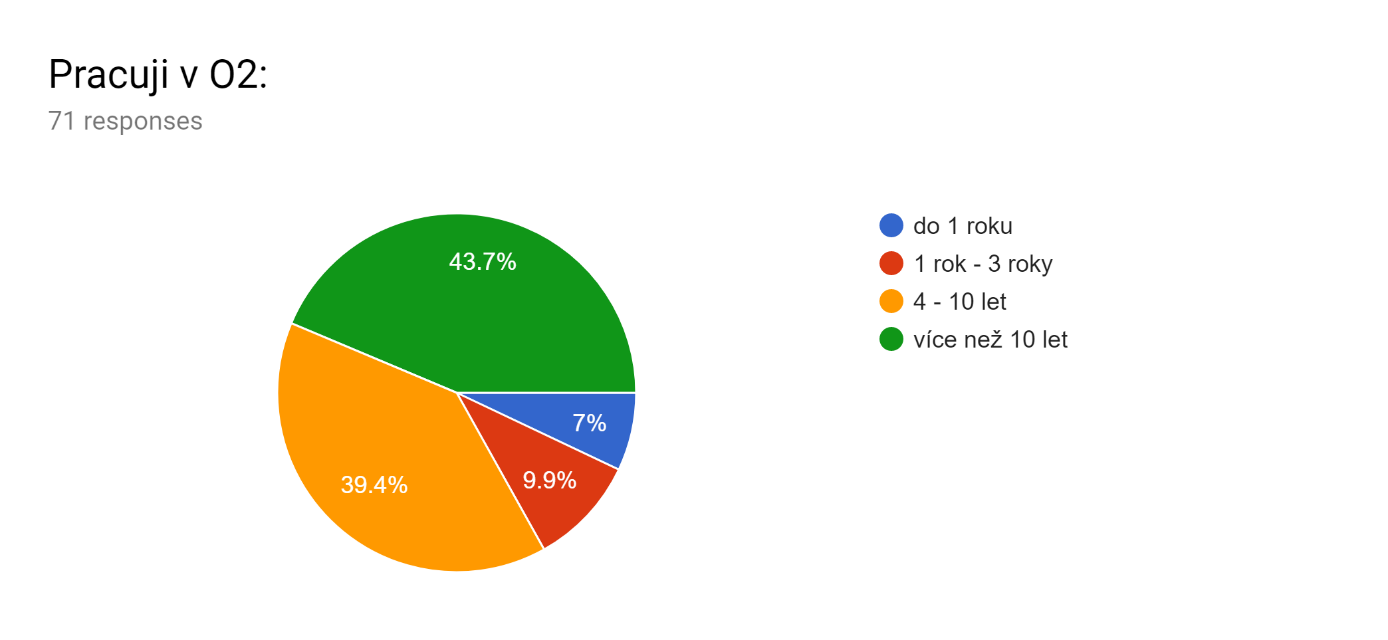 Pracuji v O2:
71 responses
43.7%
7%
9.9%
39.4%
do 1 roku
1 rok - 3 roky
4 - 10 let
více než 10 let